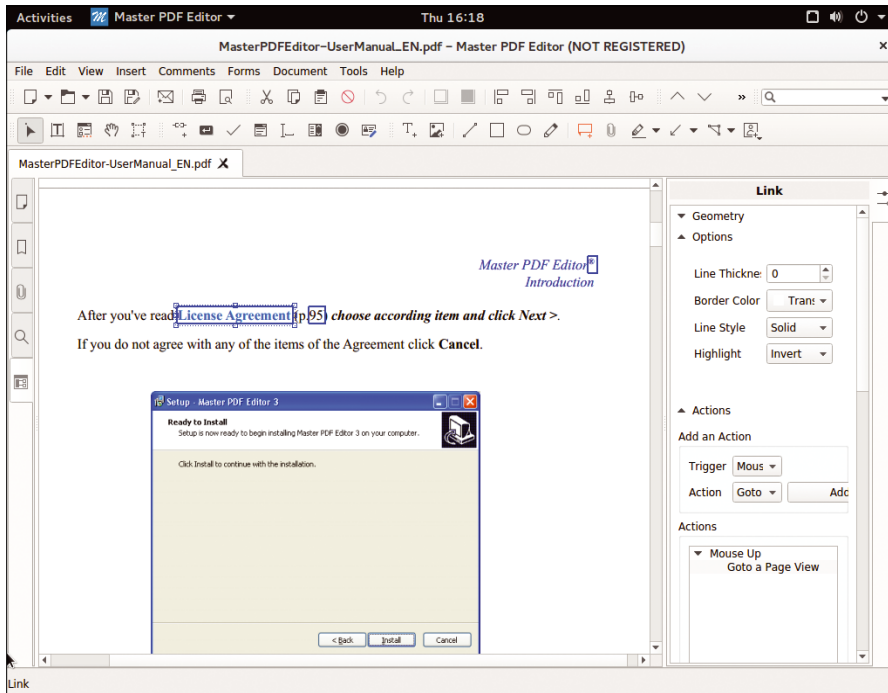 Activities Master PDF Editor Thu 16:18
MasterPDFEditor-UserManual_EN.pdf – Master PDF Editor (NOT REGISTERED)
File Edit View Insert Comments Forms Document Tools Help
MasterPDFEditor-UserManual_EN.pdf
Master PDF Editor®
Introduction
After you've read License Agreement (p.95) choose according item and click Next >.
If you do not agree with any of the items of the Agreement click Cancel.
Setup - Master PDF Editor 3
Ready to Install
Setup is now ready to begin installing Master PDF Editor 3 on your computer.
Click Install to continue with the installation.
< Back Install Cancel
Link
Geometry
Options
Line Thickne: 0
Border Color Trans
Line Style Solid
Highlight Invert
Actions
Add an Action
Trigger Mous
Action Goto Add
Actions
Mouse Up
Goto a Page View
Link